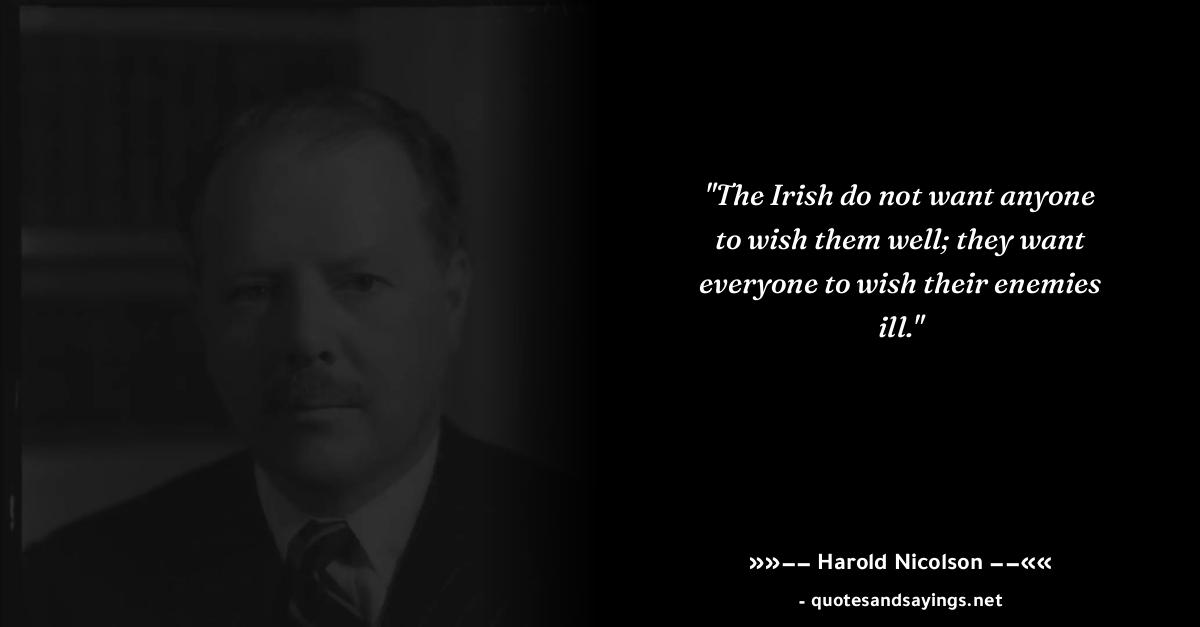 "The Irish do not want anyone
to wish them well; they want
everyone to wish their enemies
ill."
»»–– Harold Nicolson ––««
- quotesandsayings.net